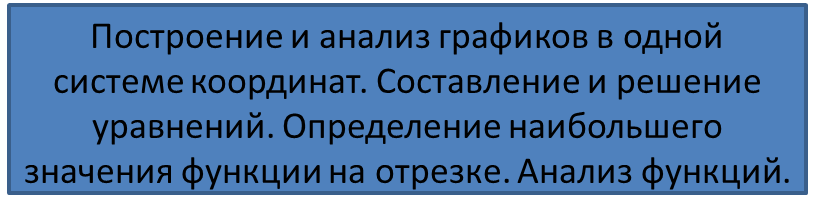 Построение и анализ графиков в одной
системе координат. Составление и решение
уравнений. Определение наибольшего
значения функции на отрезке. Анализ функций.